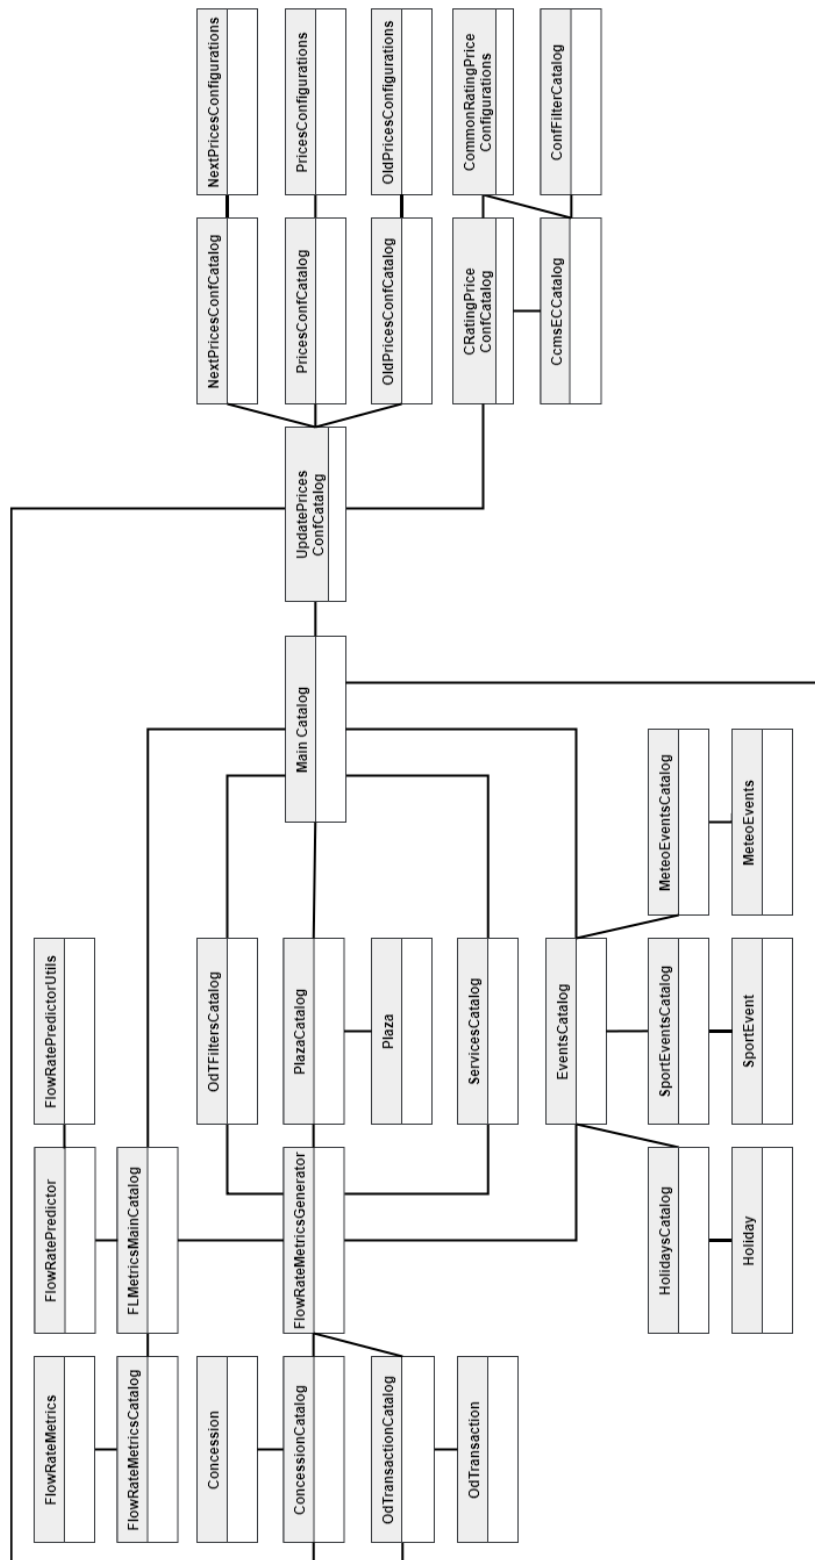 NextPricesConfigurations
PricesConfigurations
OldPricesConfigurations
CommonRatingPrice
Configurations
ConfFilterCatalog
NextPricesConfCatalog
PricesConfCatalog
OldPricesConfCatalog
CRatingPrice
ConfCatalog
CcmsECCatalog
UpdatePrices
ConfCatalog
Main Catalog
MeteoEventsCatalog
MeteoEvents
FlowRatePredictorUtils
OdTFiltersCatalog
PlazaCatalog
Plaza
ServicesCatalog
EventsCatalog
SportEventsCatalog
SportEvent
FlowRatePredictor
FLMetricsMainCatalog
FlowRateMetricsGenerator
HolidaysCatalog
Holiday
FlowRateMetrics
FlowRateMetricsCatalog
Concession
ConcessionCatalog
OdTransactionCatalog
OdTransaction